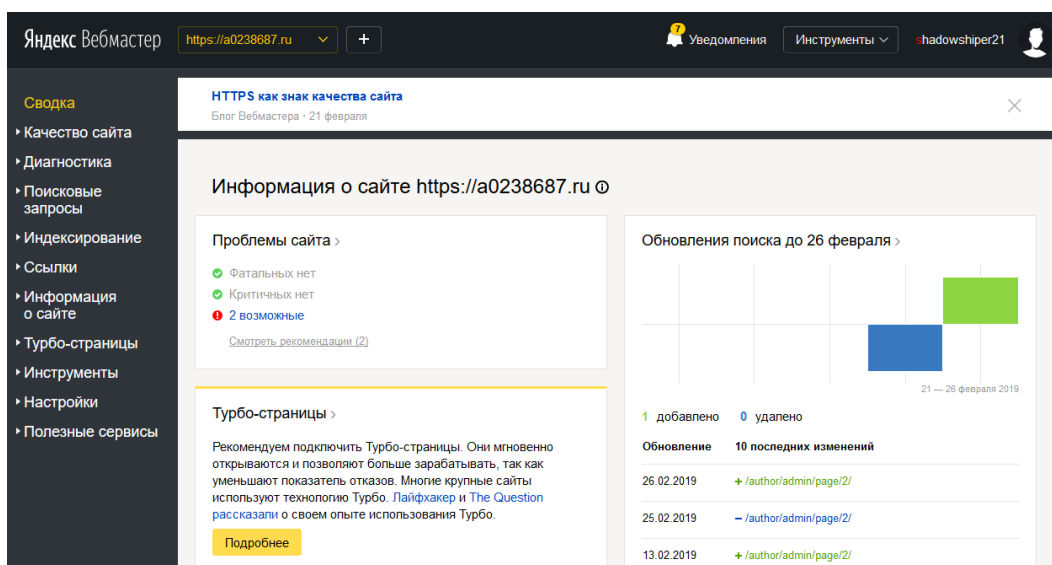 Яндекс Вебмастер
https://a0238687.ru
+
7
Уведомления
Инструменты
shadowshiper21
Сводка
Качество сайта
Диагностика
Поисковые
запросы
Индексирование
Ссылки
Информация
о сайте
Турбо-страницы
Инструменты
Настройки
Полезные сервисы
HTTPS как знак качества сайта
Блог Вебмастера · 21 февраля
Информация о сайте https://a0238687.ru
Проблемы сайта ›
Фатальных нет
Критичных нет
2 возможные
Смотреть рекомендации (2)
Турбо-страницы ›
Рекомендуем подключить Турбо-страницы. Они мгновенно
открываются и позволяют больше зарабатывать, так как
уменьшают показатель отказов. Многие крупные сайты
используют технологию Турбо. Лайфхакер и The Question
рассказали о своем опыте использования Турбо.
Подробнее
Обновления поиска до 26 февраля ›
21 — 26 февраля 2019
1 добавлено 0 удалено
Обновление 10 последних изменений
26.02.2019 + /author/admin/page/2/
25.02.2019 − /author/admin/page/2/
13.02.2019 + /author/admin/page/2/